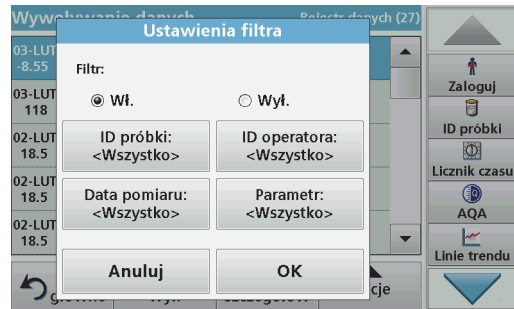 Wywoływanie danych Rejestr danych (27)
Ustawienia filtra
03-LUT
-8.55
Filtr:
Wł. Wył.
03-LUT
118
ID próbki:
<Wszystko>
ID operatora:
<Wszystko>
02-LUT
18.5
02-LUT
18.5
Data pomiaru:
<Wszystko>
Parametr:
<Wszystko>
02-LUT
18.5
Anuluj OK
Zaloguj
ID próbki
Licznik czasu
AQA
Linie trendu